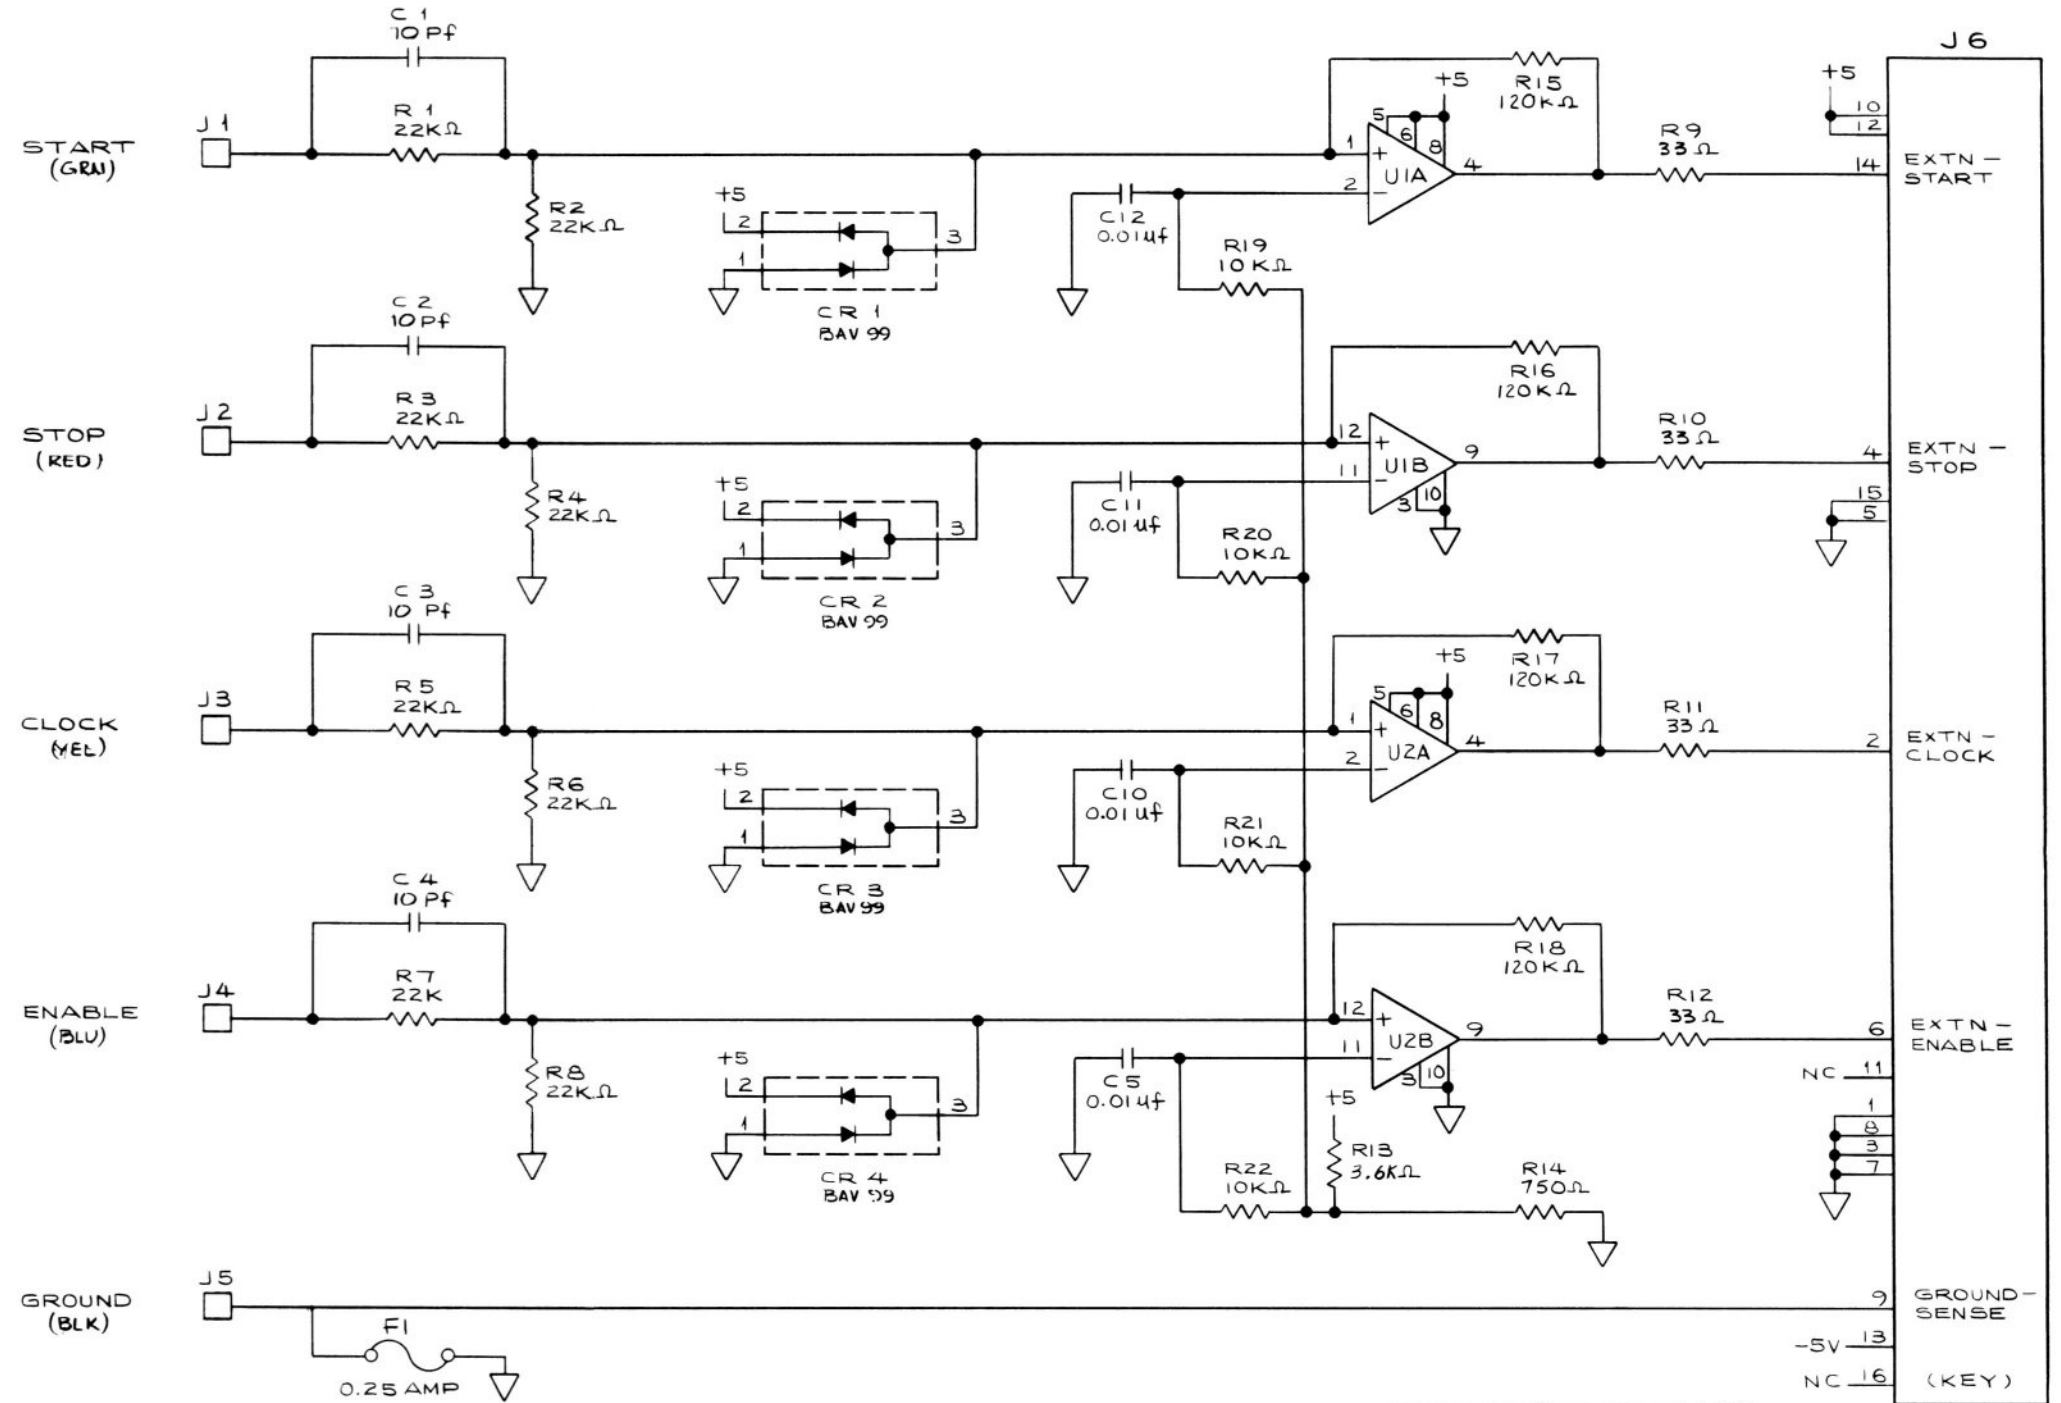 C 1
10 Pf
J1
START
(GRN)
R 1
22KΩ
R2
22KΩ
+5
2
1
3
CR 1
BAV 99
C12
0.01uf
R19
10KΩ
1
+
2
−
U1A
5
6
8
+5
4
R15
120KΩ
R9
33Ω
J6
+5
10
12
14
EXTN –
START
C 2
10 Pf
J2
STOP
(RED)
R 3
22KΩ
R4
22KΩ
+5
2
1
3
CR 2
BAV 99
C11
0.01uf
R20
10KΩ
12
+
11
−
U1B
3
10
9
R16
120KΩ
R10
33Ω
4
EXTN –
STOP
15
5
C 3
10 Pf
J3
CLOCK
(YEL)
R 5
22KΩ
R6
22KΩ
+5
2
1
3
CR 3
BAV 99
C10
0.01uf
R21
10KΩ
1
+
2
−
U2A
5
6
8
+5
4
R17
120KΩ
R11
33Ω
2
EXTN –
CLOCK
C 4
10 Pf
J4
ENABLE
(BLU)
R7
22K
R8
22KΩ
+5
2
1
3
CR 4
BAV 99
C 5
0.01uf
R22
10KΩ
12
+
11
−
U2B
3
10
9
R18
120KΩ
R12
33Ω
6
EXTN –
ENABLE
+5
R13
3.6KΩ
R14
750Ω
NC 11
1
8
3
7
J5
GROUND
(BLK)
F1
0.25 AMP
9
GROUND–
SENSE
-5V 13
NC 16
(KEY)